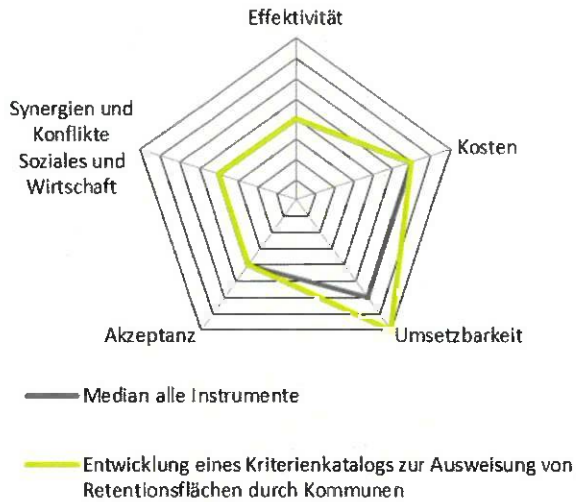 Effektivität
Synergien und
Konflikte
Soziales und
Wirtschaft
Kosten
Akzeptanz
Umsetzbarkeit
Median alle Instrumente
Entwicklung eines Kriterienkatalogs zur Ausweisung von
Retentionsflächen durch Kommunen